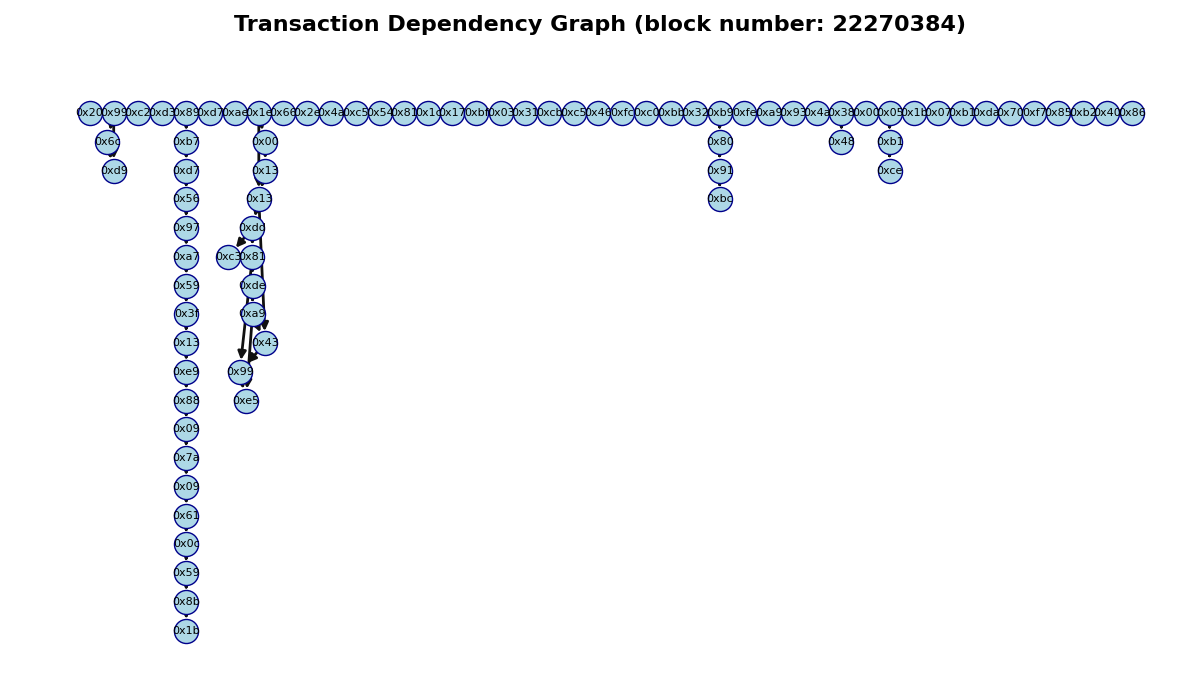 Transaction Dependency Graph (block number: 22270384)
0x20 0x99 0xc2 0xd3 0x89 0xd7 0xae 0x1e 0x66 0x2e 0x4a 0xc5 0x54 0x81 0x1c 0x17 0xbf 0x03 0x31 0xcb 0xc5 0x46 0xfc 0xc0 0xbb 0x32 0xb9 0xfe 0xa9 0x93 0x4a 0x38 0x00 0x05 0x1b 0x07 0xb1 0xda 0x70 0xf7 0x85 0xb2 0x40 0x86
0x6c 0xb7 0x00 0x80 0x48 0xb1
0xd9 0xd7 0x13 0x91 0xce
0x56 0x13 0xbc
0x97 0xdc
0xa7 0xc3 0x81
0x59 0xde
0x3f 0xa9
0x13 0x43
0xe9 0x99
0x88 0xe5
0x09
0x7a
0x09
0x61
0x0c
0x59
0x8b
0x1b